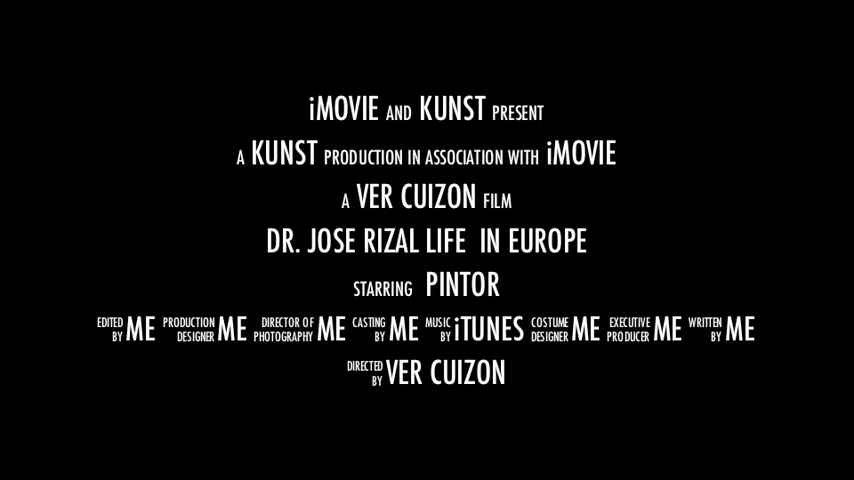 iMOVIE AND KUNST PRESENT
A KUNST PRODUCTION IN ASSOCIATION WITH iMOVIE
A VER CUIZON FILM
DR. JOSE RIZAL LIFE IN EUROPE
STARRING PINTOR
EDITED BY ME PRODUCTION DESIGNER ME DIRECTOR OF PHOTOGRAPHY ME CASTING BY ME MUSIC BY iTUNES COSTUME DESIGNER ME EXECUTIVE PRODUCER ME WRITTEN BY ME
DIRECTED BY VER CUIZON